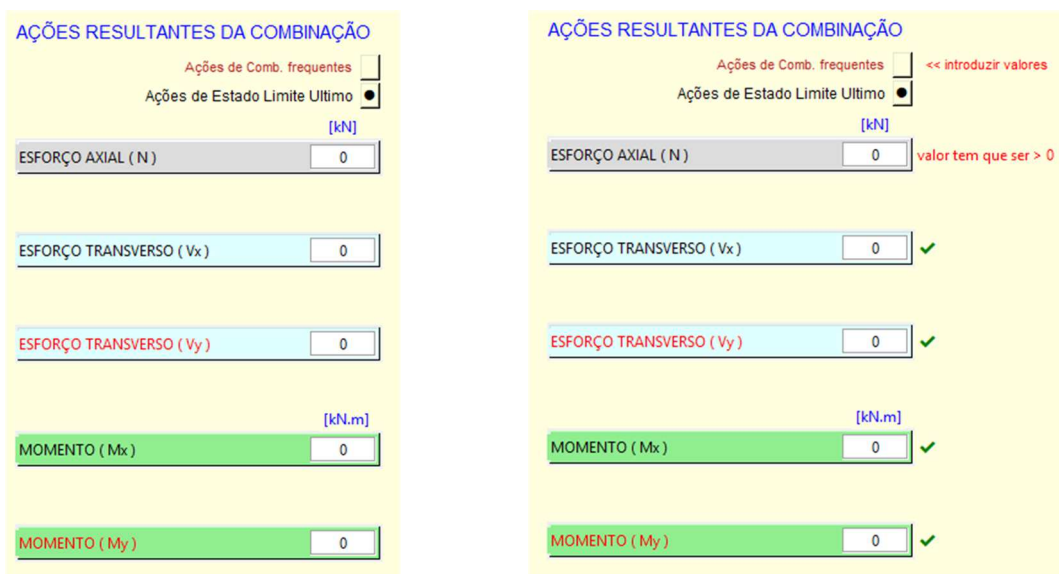 AÇÕES RESULTANTES DA COMBINAÇÃO
Ações de Comb. frequentes
Ações de Estado Limite Ultimo
[kN]
ESFORÇO AXIAL ( N ) 0
ESFORÇO TRANSVERSO ( Vx ) 0
ESFORÇO TRANSVERSO ( Vy ) 0
[kN.m]
MOMENTO ( Mx ) 0
MOMENTO ( My ) 0
AÇÕES RESULTANTES DA COMBINAÇÃO
Ações de Comb. frequentes << introduzir valores
Ações de Estado Limite Ultimo
[kN]
ESFORÇO AXIAL ( N ) 0 valor tem que ser > 0
ESFORÇO TRANSVERSO ( Vx ) 0
ESFORÇO TRANSVERSO ( Vy ) 0
[kN.m]
MOMENTO ( Mx ) 0
MOMENTO ( My ) 0